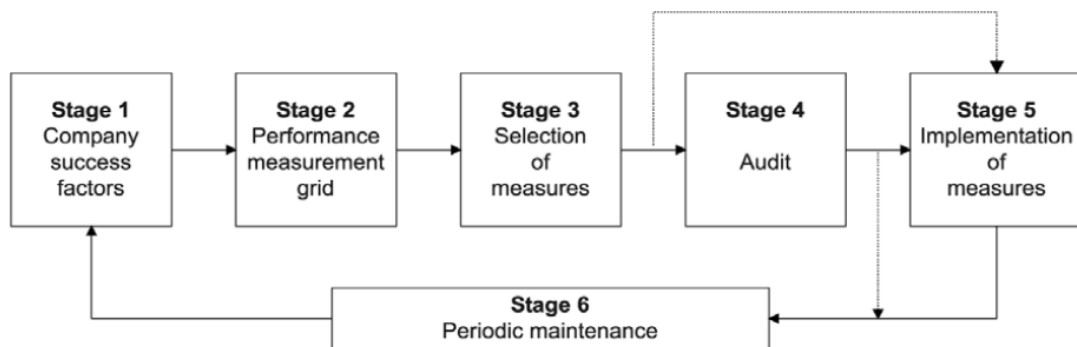 Stage 1
Company
success
factors
Stage 2
Performance
measurement
grid
Stage 3
Selection
of
measures
Stage 4
Audit
Stage 5
Implementation
of
measures
Stage 6
Periodic maintenance